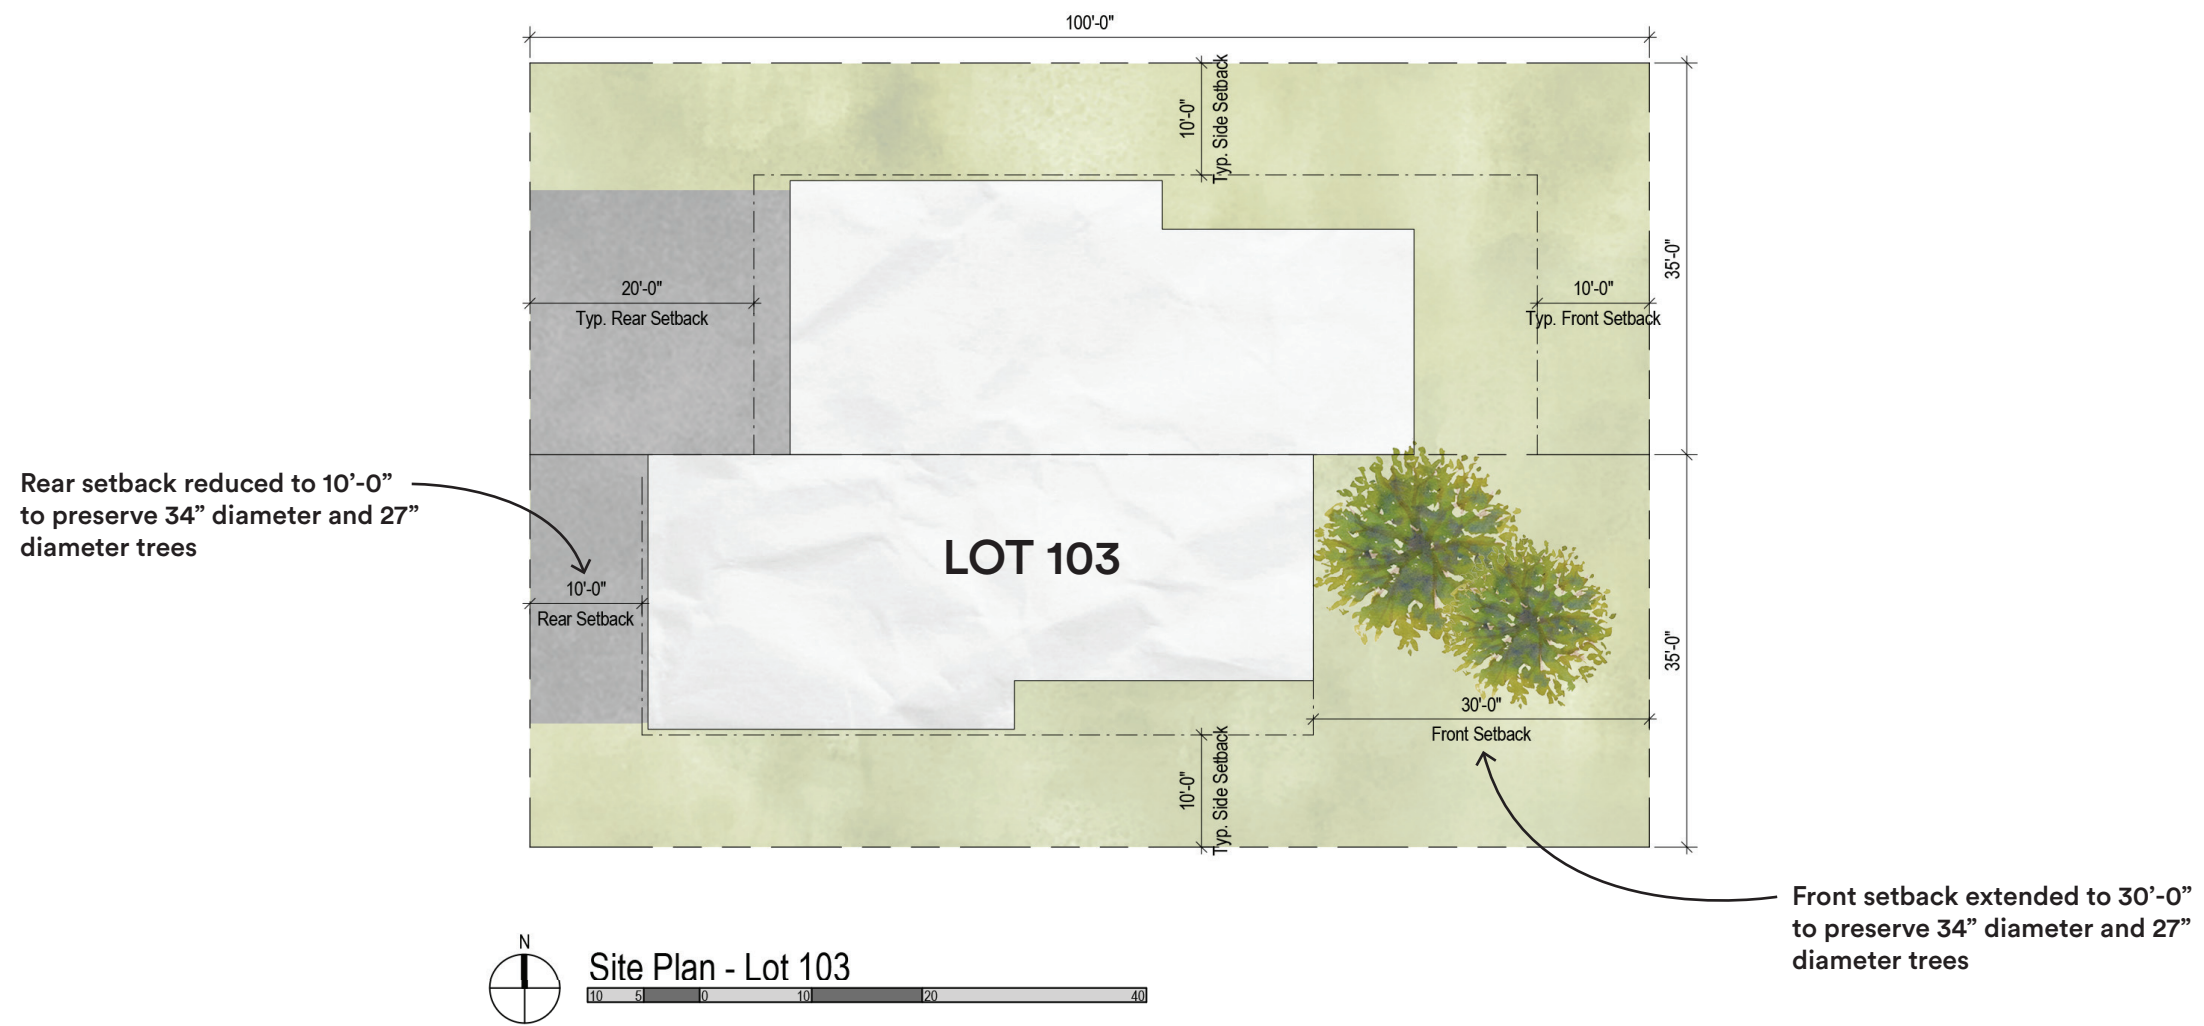 100'-0"
10'-0"
Typ. Side Setback
20'-0"
Typ. Rear Setback
10'-0"
Typ. Front Setback
35'-0"
Rear setback reduced to 10’-0”
to preserve 34” diameter and 27”
diameter trees
LOT 103
10'-0"
Rear Setback
35'-0"
30'-0"
Front Setback
10'-0"
Typ. Side Setback
Front setback extended to 30’-0”
to preserve 34” diameter and 27”
diameter trees
N
Site Plan - Lot 103
10 5 0 10 20 40